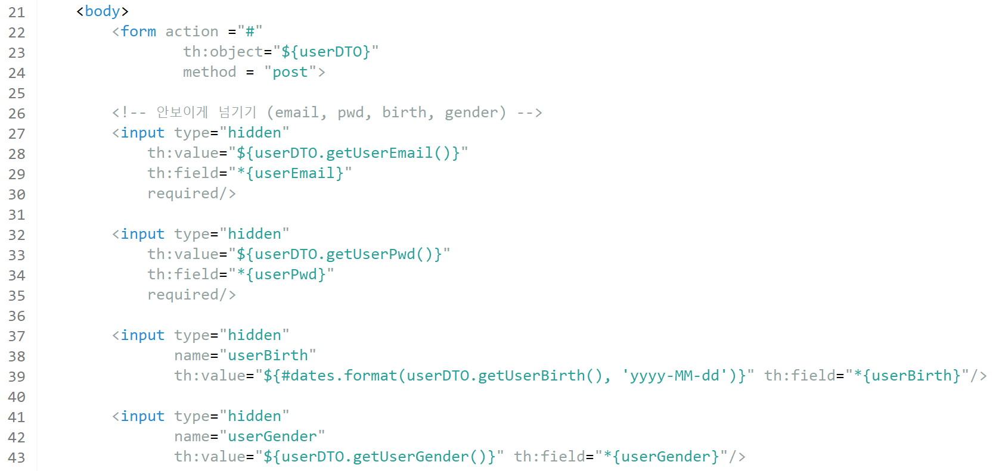 21 <body>
22 <form action ="#"
23 th:object="${userDTO}"
24 method = "post">
25
26 <!-- 안보이게 넘기기 (email, pwd, birth, gender) -->
27 <input type="hidden"
28 th:value="${userDTO.getUserEmail()}"
29 th:field="*{userEmail}"
30 required/>
31
32 <input type="hidden"
33 th:value="${userDTO.getUserPwd()}"
34 th:field="*{userPwd}"
35 required/>
36
37 <input type="hidden"
38 name="userBirth"
39 th:value="${#dates.format(userDTO.getUserBirth(), 'yyyy-MM-dd')}" th:field="*{userBirth}"/>
40
41 <input type="hidden"
42 name="userGender"
43 th:value="${userDTO.getUserGender()}" th:field="*{userGender}"/>